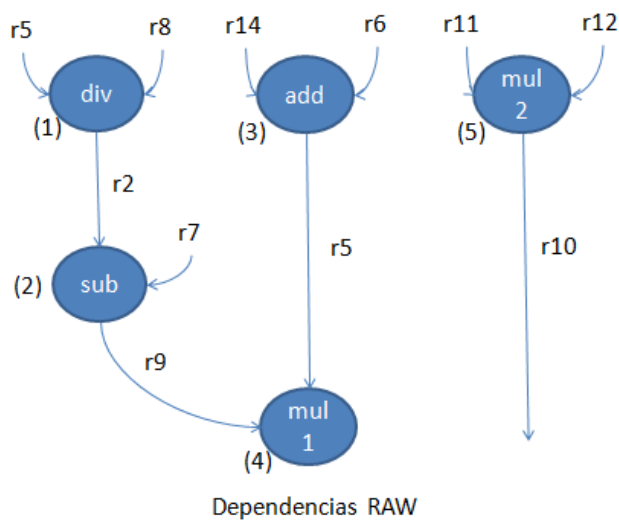 r5
r8
r14
r6
r11
r12
div
add
mul
2
(1)
(3)
(5)
r2
r7
r5
r10
(2)
sub
r9
mul
1
(4)
Dependencias RAW